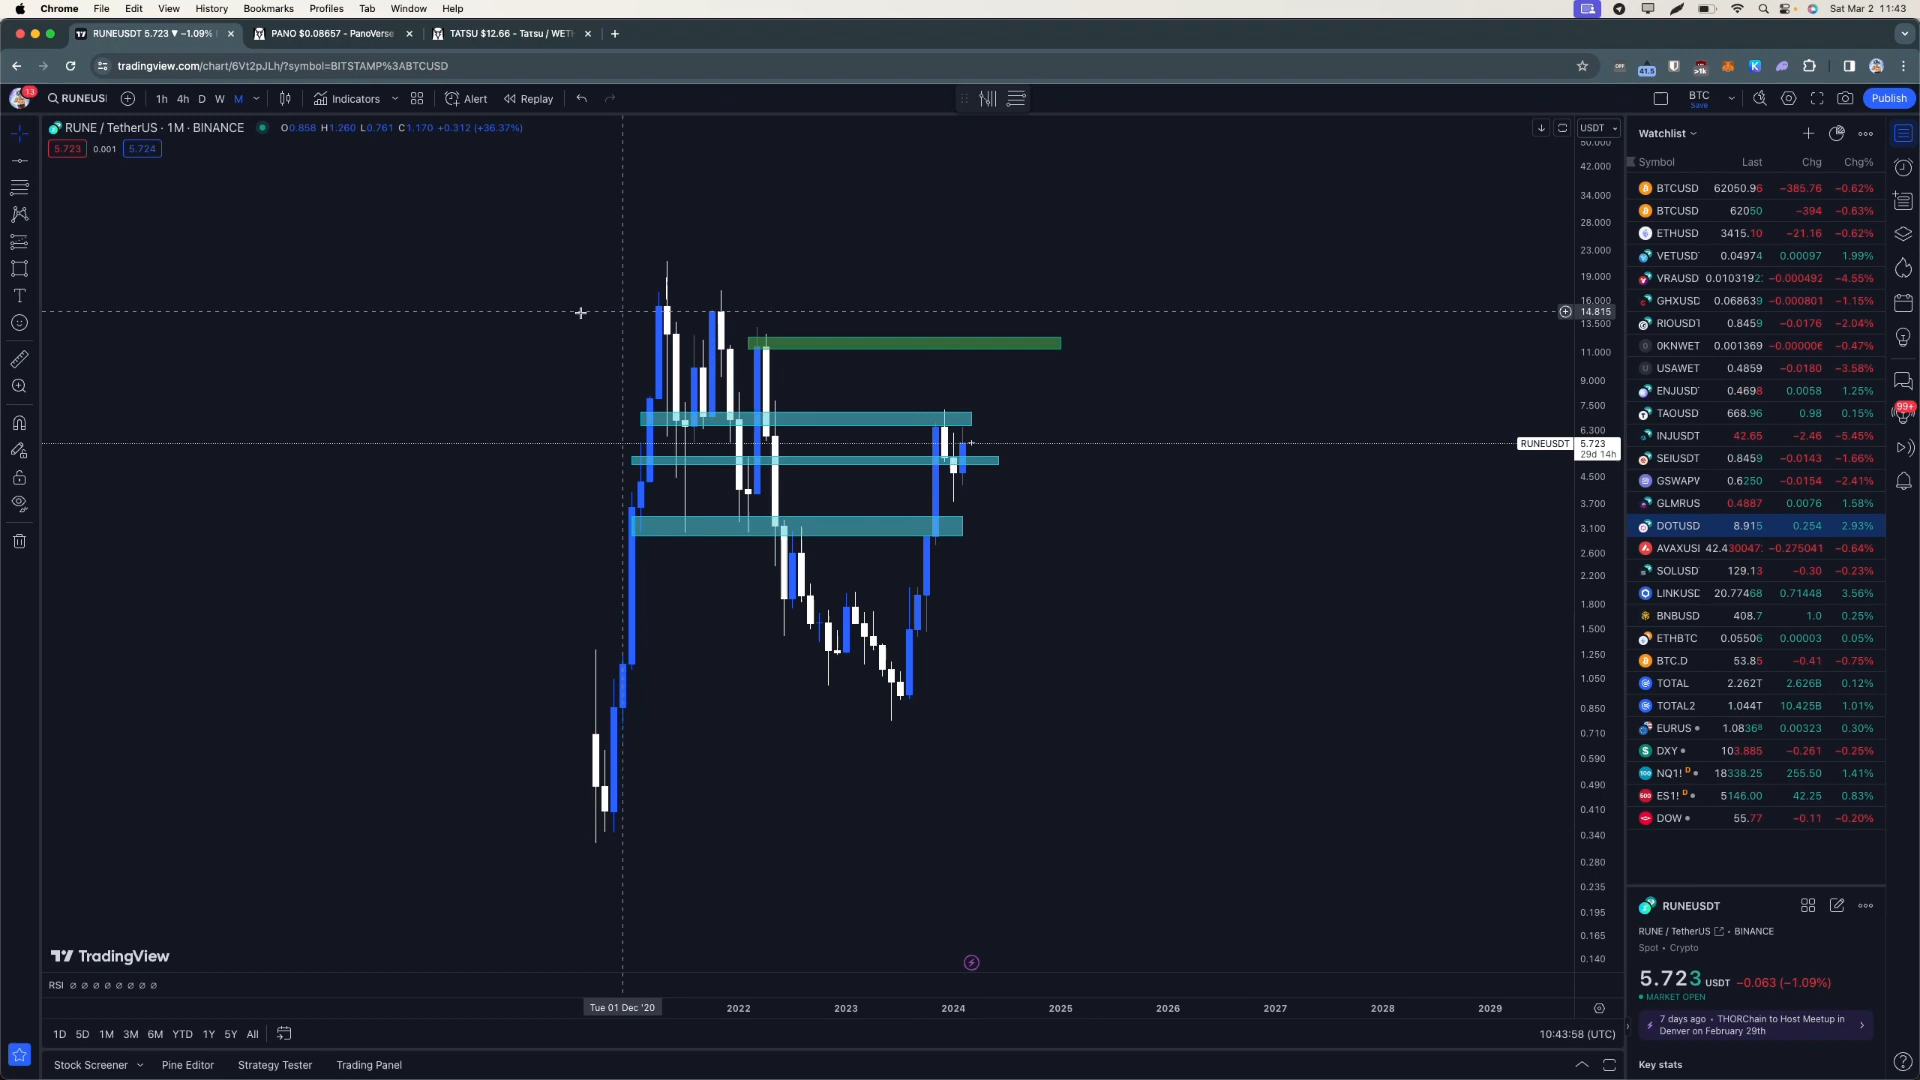 Chrome File Edit View History Bookmarks Profiles Tab Window Help Sat Mar 2 11:43
RUNEUSDT 5.723 ▼ −1.09% PANO $0.08657 - PanoVerse TATSU $12.66 - Tatsu / WETH
tradingview.com/chart/6Vt2pJLh/?symbol=BITSTAMP%3ABTCUSD
41.5 >1k
13 RUNEUS 1h 4h D W M Indicators Alert Replay BTC Save Publish
RUNE / TetherUS · 1M · BINANCE O0.858 H1.260 L0.761 C1.170 +0.312 (+36.37%) USDT
5.723 0.001 5.724
50.000
42.000
34.000
28.000
23.000
19.000
16.000
14.815
13.500
11.000
9.000
7.500
6.300
RUNEUSDT 5.723
29d 14h
4.500
3.700
3.100
2.600
2.200
1.800
1.500
1.250
1.050
0.850
0.710
0.590
0.490
0.410
0.340
0.280
0.235
0.195
0.165
0.140
TradingView
RSI
Tue 01 Dec '20 2022 2023 2024 2025 2026 2027 2028 2029
1D 5D 1M 3M 6M YTD 1Y 5Y All 10:43:58 (UTC)
Stock Screener Pine Editor Strategy Tester Trading Panel
Watchlist
Symbol Last Chg Chg%
BTCUSD 62050.96 −385.76 −0.62%
BTCUSD 62050 −394 −0.63%
ETHUSD 3415.10 −21.16 −0.62%
VETUSD 0.04974 0.00097 1.99%
VRAUSD 0.0103192 −0.000492 −4.55%
GHXUSD 0.068639 −0.000801 −1.15%
RIOUSDT 0.8459 −0.0176 −2.04%
0KNWET 0.001369 −0.000006 −0.47%
USAWET 0.4859 −0.0180 −3.58%
ENJUSD 0.4698 0.0058 1.25%
TAOUSD 668.96 0.98 0.15%
INJUSDT 42.65 −2.46 −5.45%
SEIUSDT 0.8459 −0.0143 −1.66%
GSWAPV 0.6250 −0.0154 −2.41%
GLMRUS 0.4887 0.0076 1.58%
DOTUSD 8.915 0.254 2.93%
AVAXUSI 42.430047 −0.275041 −0.64%
SOLUSD 129.13 −0.30 −0.23%
LINKUSD 20.77468 0.71448 3.56%
BNBUSD 408.7 1.0 0.25%
ETHBTC 0.05506 0.00003 0.05%
BTC.D 53.85 −0.41 −0.75%
TOTAL 2.262T 2.626B 0.12%
TOTAL2 1.044T 10.425B 1.01%
EURUS 1.08368 0.00323 0.30%
DXY 103.885 −0.261 −0.25%
NQ1! D 18338.25 255.50 1.41%
ES1! D 5146.00 42.25 0.83%
DOW 55.77 −0.11 −0.20%
99+
RUNEUSDT
RUNE / TetherUS · BINANCE
Spot · Crypto
5.723 USDT −0.063 (−1.09%)
MARKET OPEN
7 days ago · THORChain to Host Meetup in
Denver on February 29th
Key stats